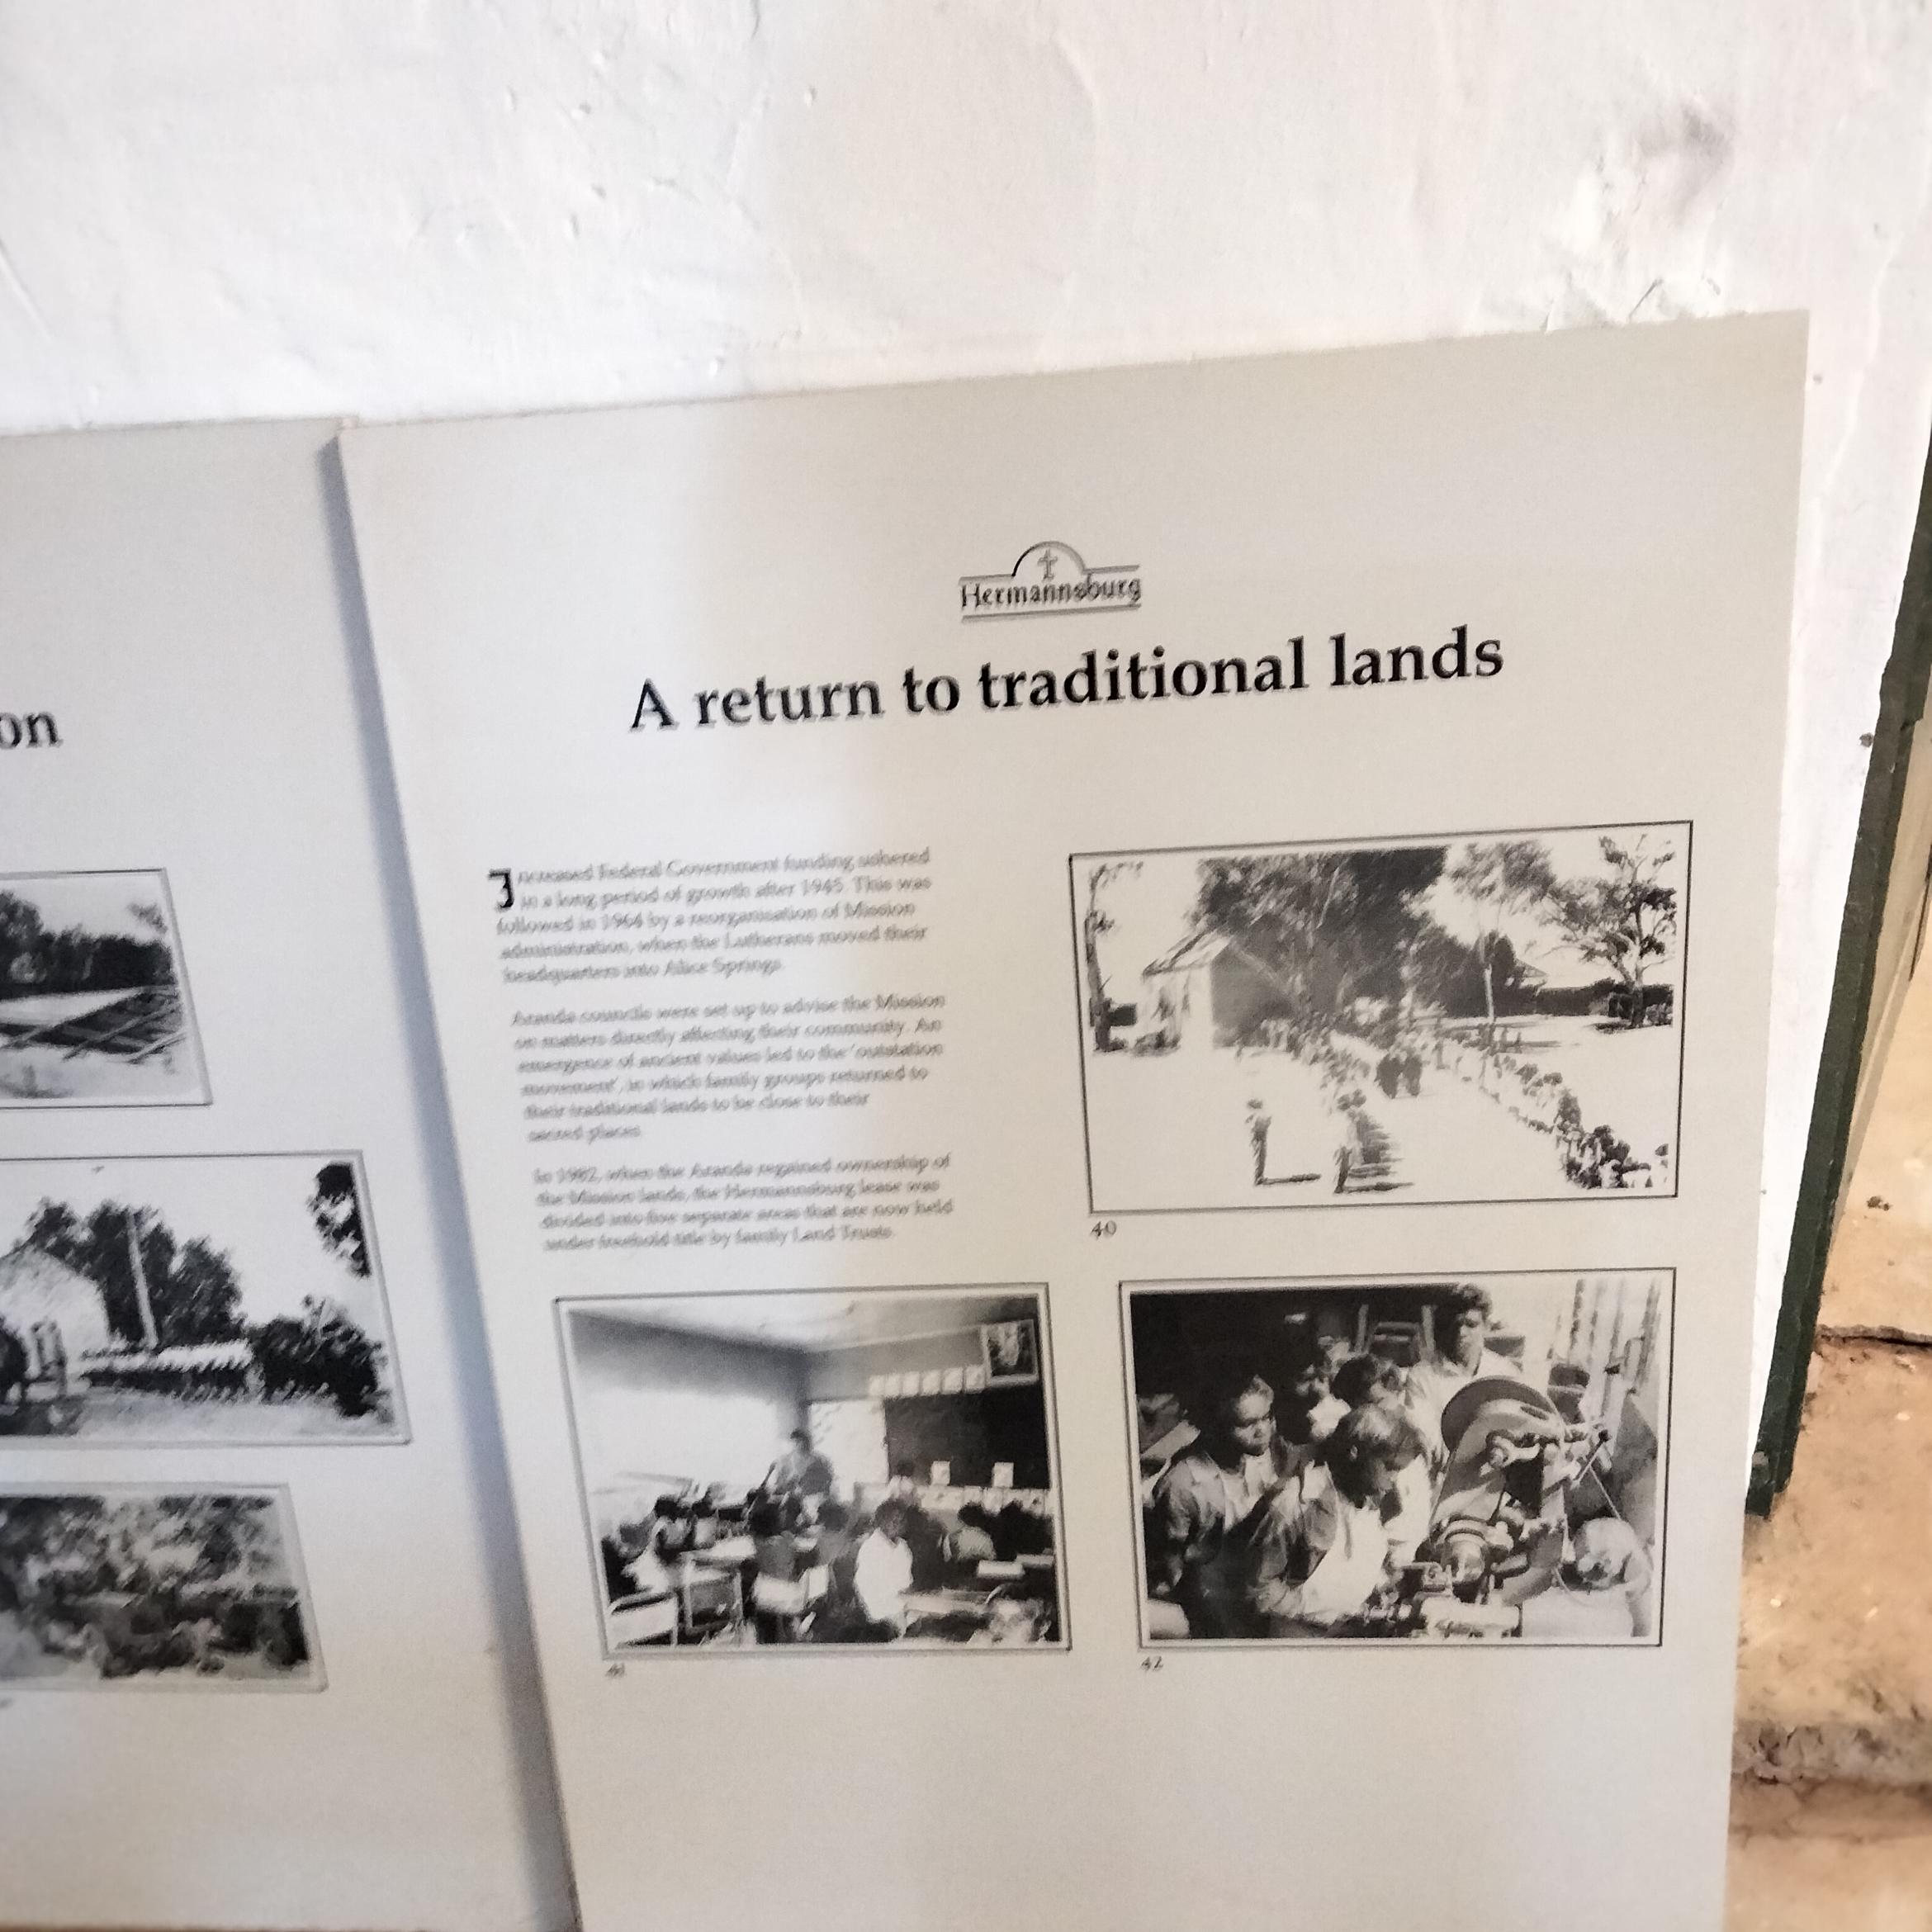 on
Hermannsburg
A return to traditional lands
Increased Federal Government funding ushered
in a long period of growth after 1945. This was
followed in 1964 by a reorganisation of Mission
administration, when the Lutherans moved their
headquarters into Alice Springs.
Aranda councils were set up to advise the Mission
on matters directly affecting their community. An
emergence of ancient values led to the 'outstation
movement', in which family groups returned to
their traditional lands to be close to their
sacred places.
In 1982, when the Aranda regained ownership of
the Mission lands, the Hermannsburg lease was
divided into five separate areas that are now held
under freehold title by family Land Trusts.
40
41
42